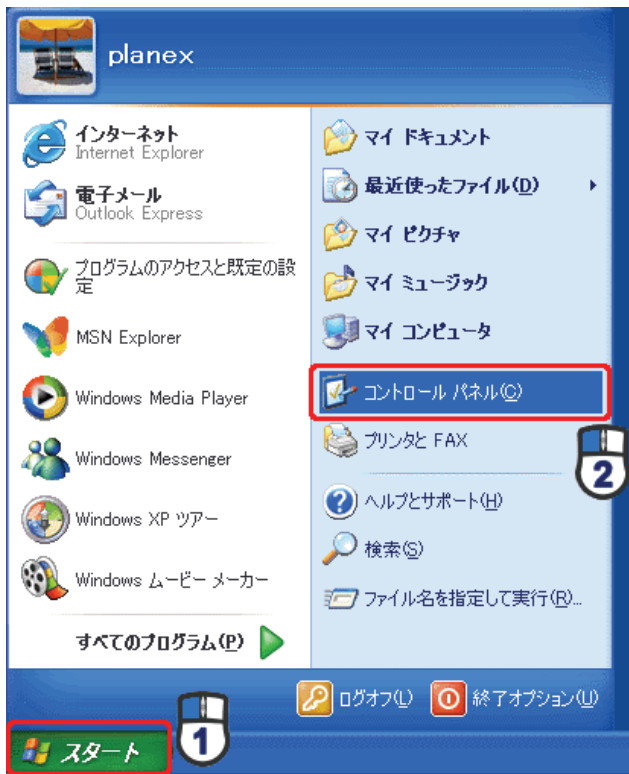 planex
インターネット
Internet Explorer
電子メール
Outlook Express
プログラムのアクセスと既定の設
定
MSN Explorer
Windows Media Player
Windows Messenger
Windows XP ツアー
Windows ムービー メーカー
すべてのプログラム(P)
マイ ドキュメント
最近使ったファイル(D)
マイ ピクチャ
マイ ミュージック
マイ コンピュータ
コントロール パネル(C)
プリンタと FAX
2
ヘルプとサポート(H)
検索(S)
ファイル名を指定して実行(R)...
ログオフ(L)
終了オプション(U)
スタート
1